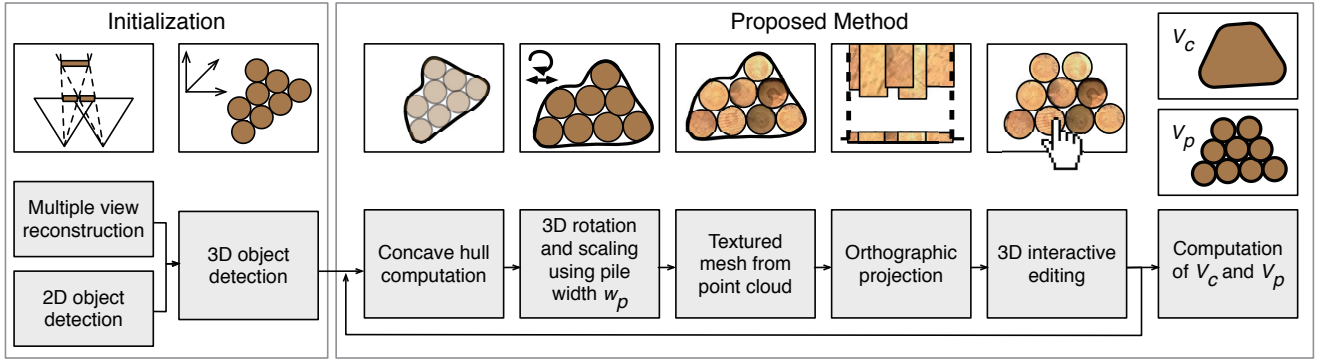 Initialization
Proposed Method
V_c
V_p
Multiple view
reconstruction
2D object
detection
3D object
detection
Concave hull
computation
3D rotation
and scaling
using pile
width w_p
Textured
mesh from
point cloud
Orthographic
projection
3D interactive
editing
Computation
of V_c and V_p